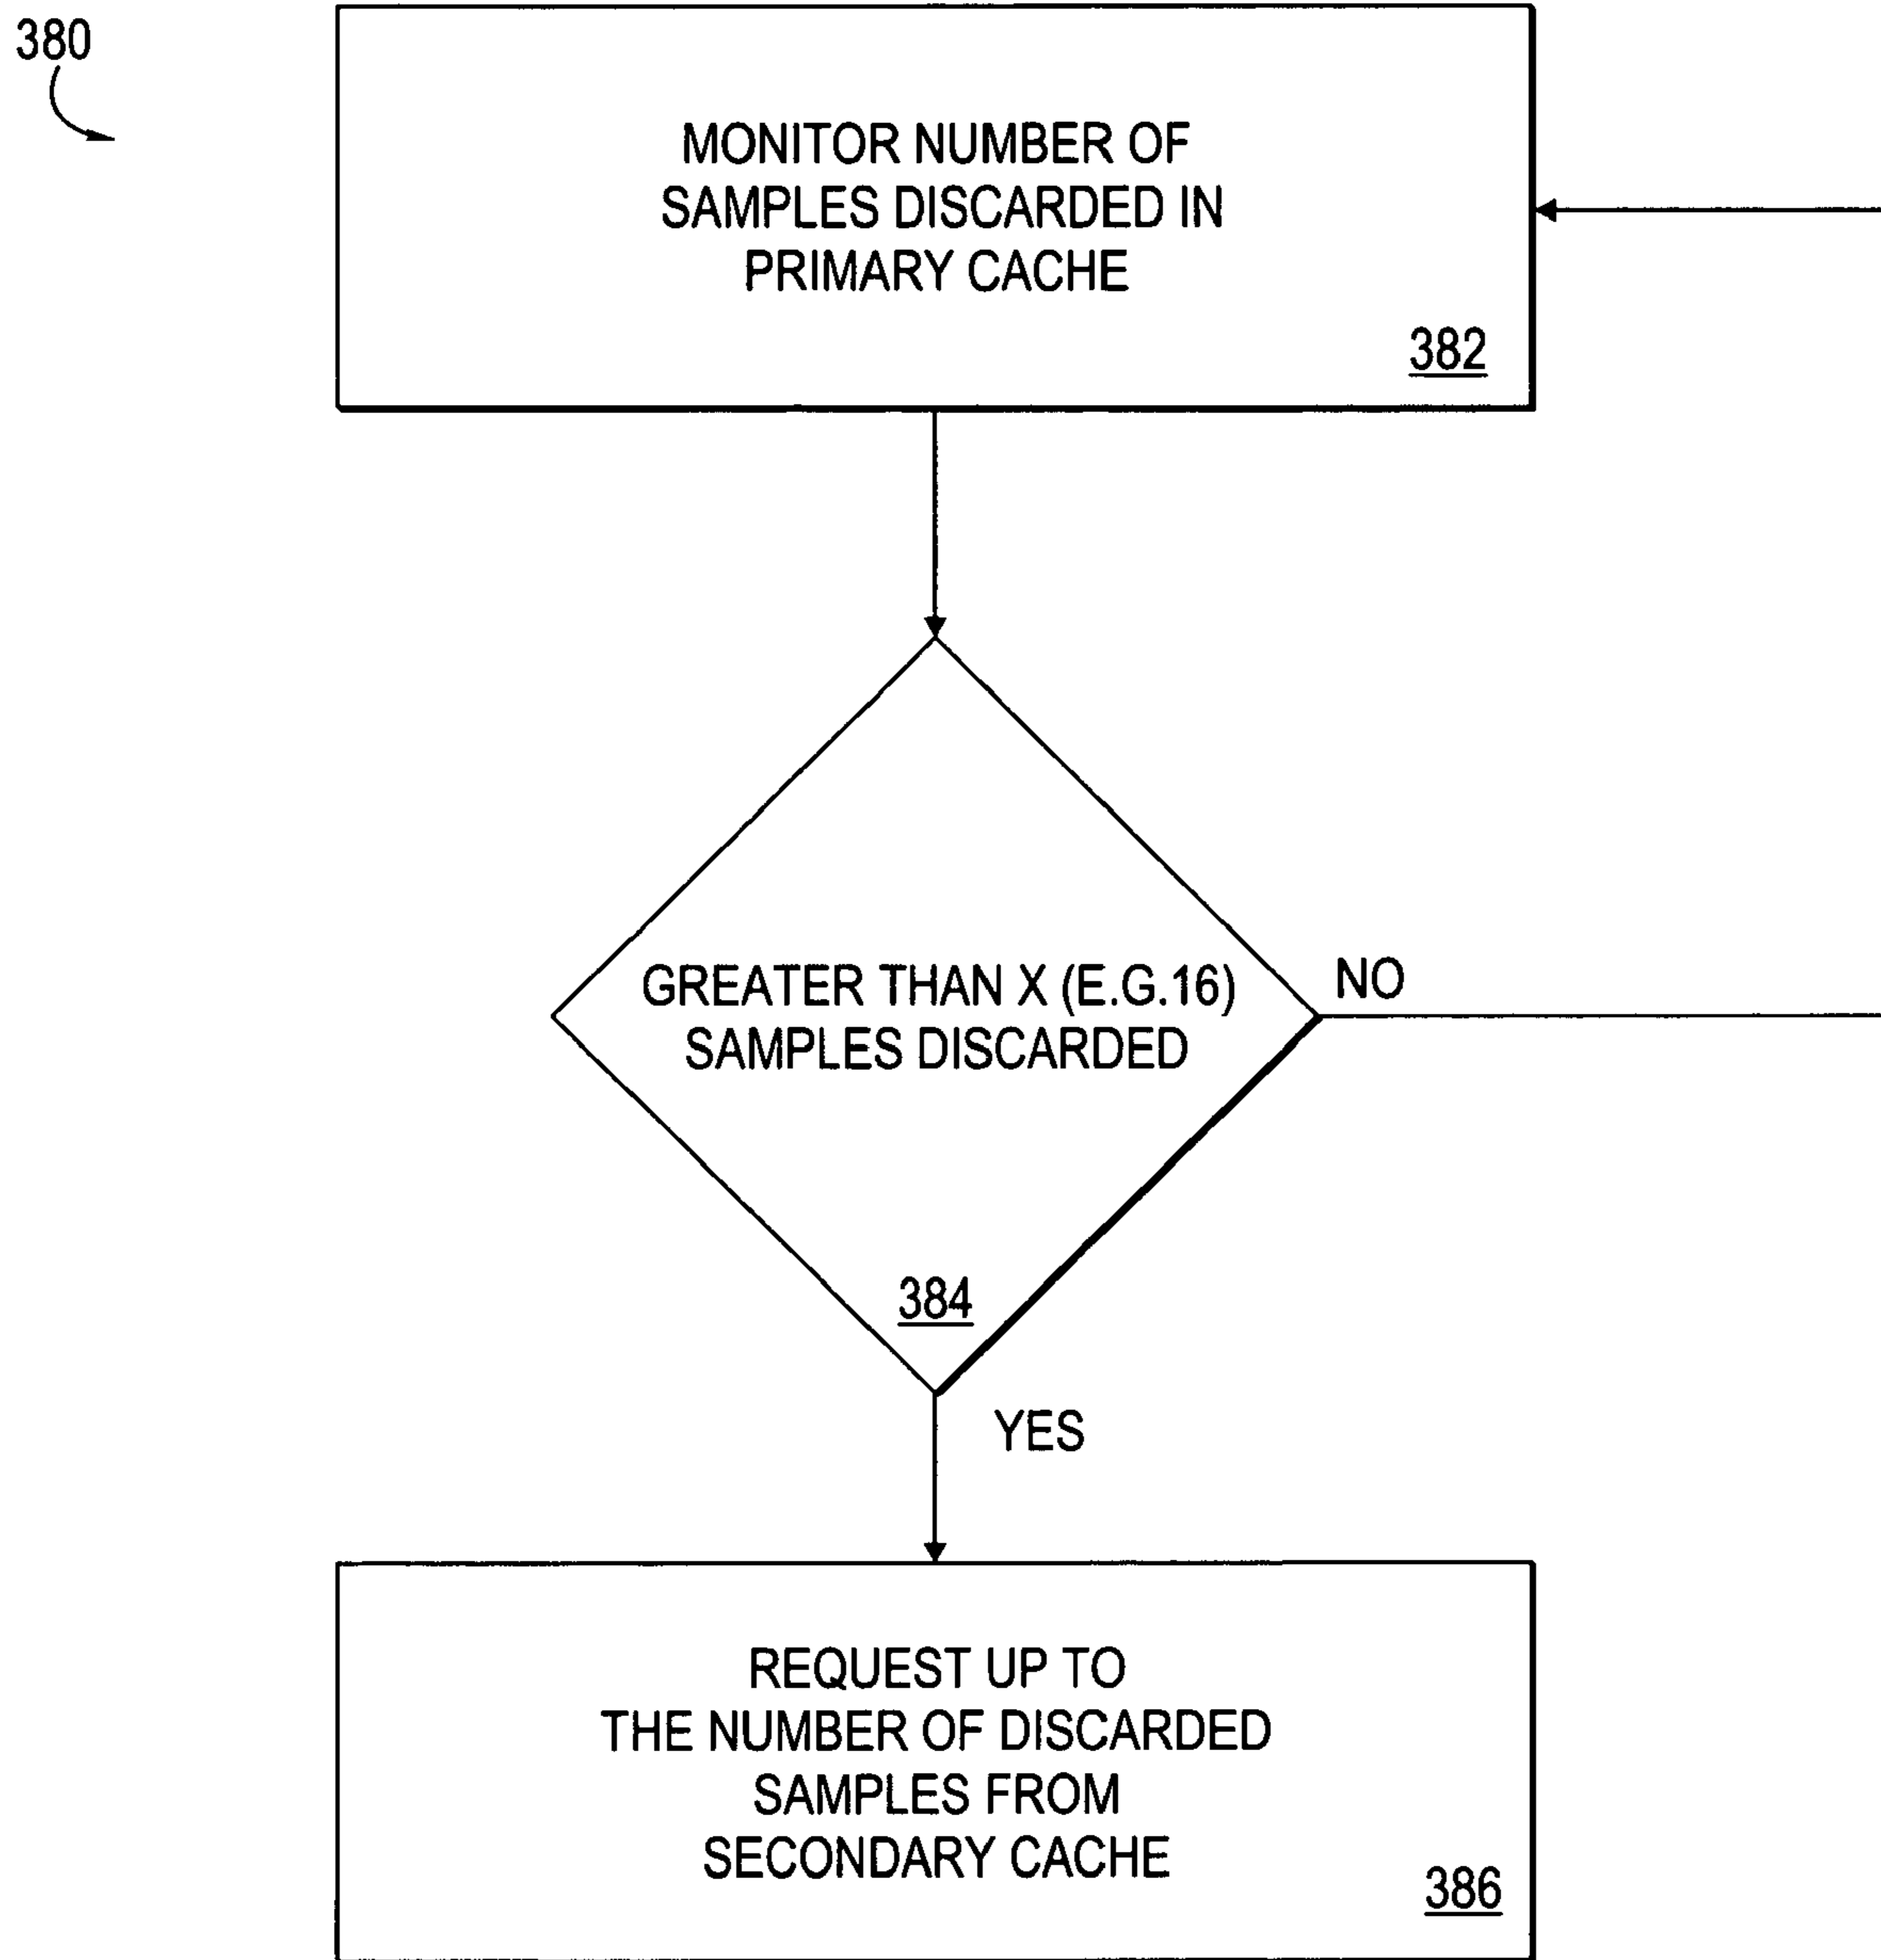 380
MONITOR NUMBER OF
SAMPLES DISCARDED IN
PRIMARY CACHE
382
GREATER THAN X (E.G.16)
SAMPLES DISCARDED
NO
384
YES
REQUEST UP TO
THE NUMBER OF DISCARDED
SAMPLES FROM
SECONDARY CACHE
386